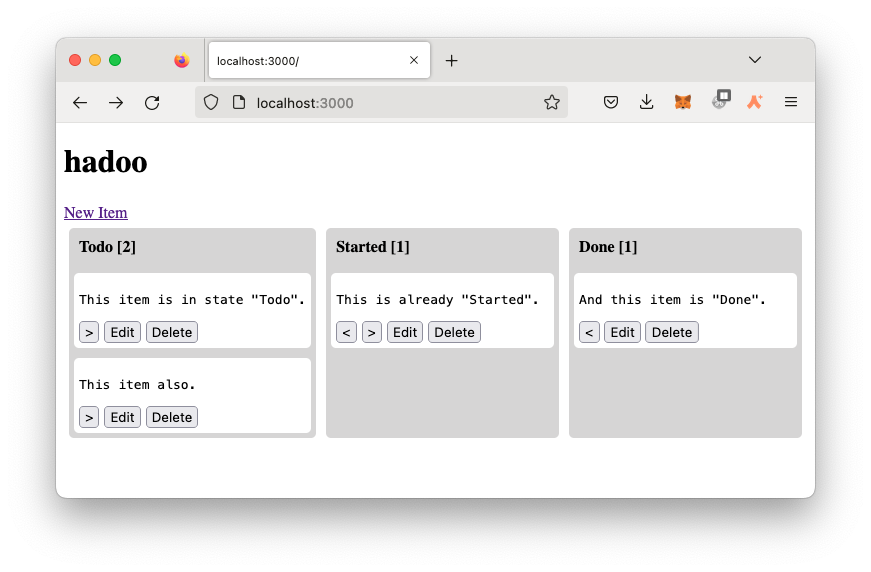 localhost:3000/
localhost:3000
hadoo
New Item
Todo [2]
This item is in state "Todo".
> Edit Delete
This item also.
> Edit Delete
Started [1]
This is already "Started".
< > Edit Delete
Done [1]
And this item is "Done".
< Edit Delete